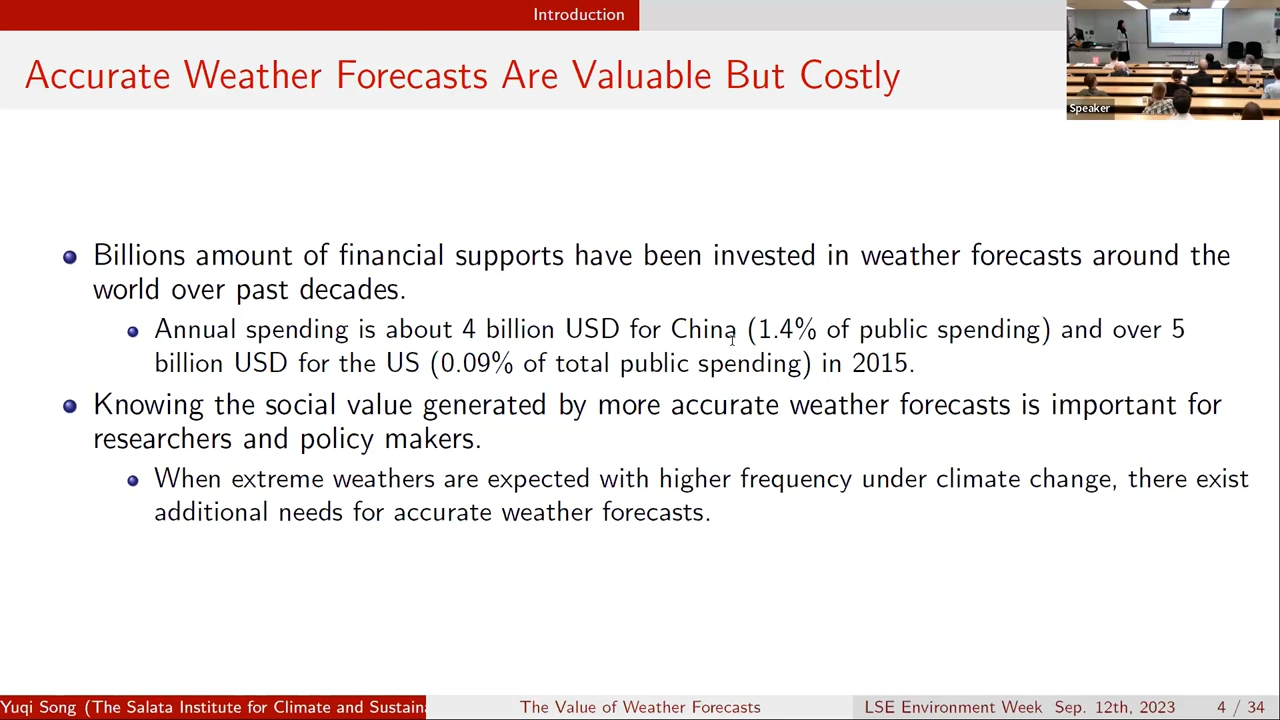 Introduction
Accurate Weather Forecasts Are Valuable But Costly
Speaker
Billions amount of financial supports have been invested in weather forecasts around the
world over past decades.
Annual spending is about 4 billion USD for China (1.4% of public spending) and over 5
billion USD for the US (0.09% of total public spending) in 2015.
Knowing the social value generated by more accurate weather forecasts is important for
researchers and policy makers.
When extreme weathers are expected with higher frequency under climate change, there exist
additional needs for accurate weather forecasts.
Yuqi Song (The Salata Institute for Climate and Sustain
The Value of Weather Forecasts
LSE Environment Week Sep. 12th, 2023 4 / 34